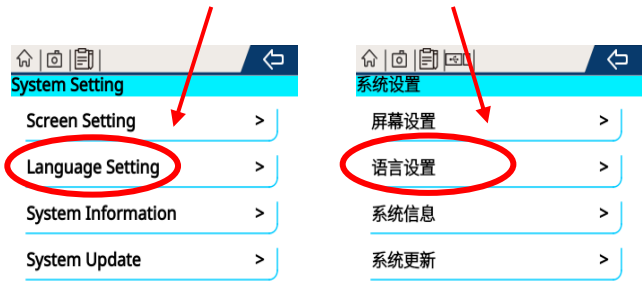 System Setting
Screen Setting >
Language Setting >
System Information >
System Update >
系统设置
屏幕设置 >
语言设置 >
系统信息 >
系统更新 >